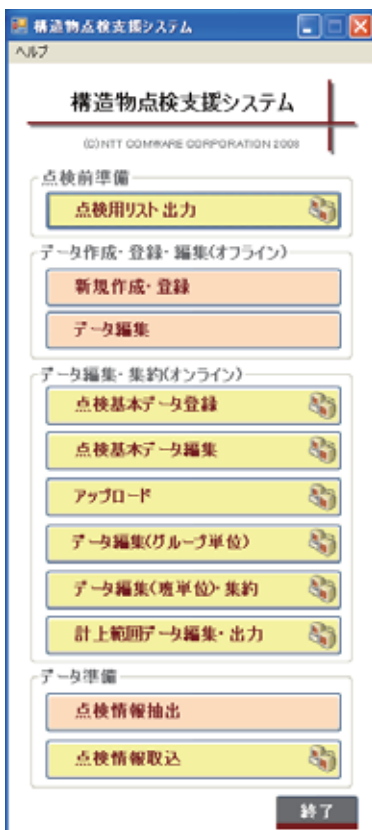 構造物点検支援システム
ヘルプ
構造物点検支援システム
(C)NTT COMWARE CORPORATION 2008
点検前準備
点検用リスト出力
データ作成・登録・編集(オフライン)
新規作成・登録
データ編集
データ編集・集約(オンライン)
点検基本データ登録
点検基本データ編集
アップロード
データ編集(グループ単位)
データ編集(班単位)・集約
計上範囲データ編集・出力
データ準備
点検情報抽出
点検情報取込
終了